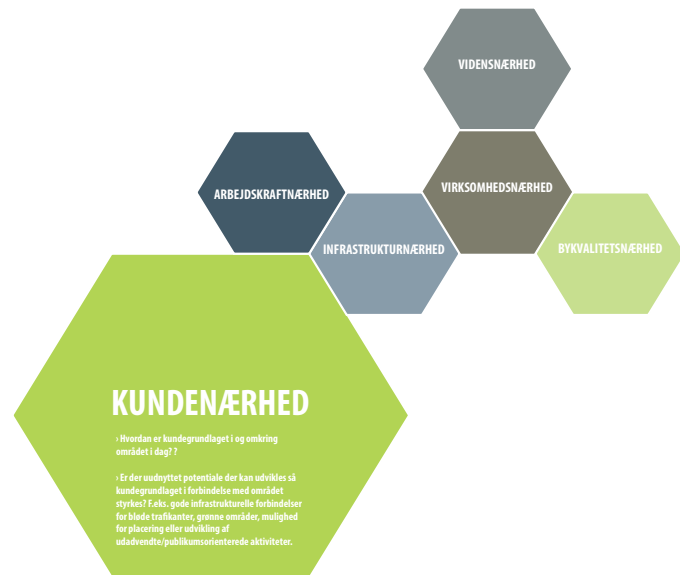 VIDENSNÆRHED
ARBEJDSKRAFTNÆRHED
VIRKSOMHEDSNÆRHED
INFRASTRUKTURNÆRHED
BYKVALITETSNÆRHED
KUNDENÆRHED
› Hvordan er kundegrundlaget i og omkring
området i dag? ?
› Er der uudnyttet potentiale der kan udvikles så
kundegrundlaget i forbindelse med området
styrkes? F.eks. gode infrastrukturelle forbindelser
for bløde trafikanter, grønne områder, mulighed
for placering eller udvikling af
udadvendte/publikumsorienterede aktiviteter.